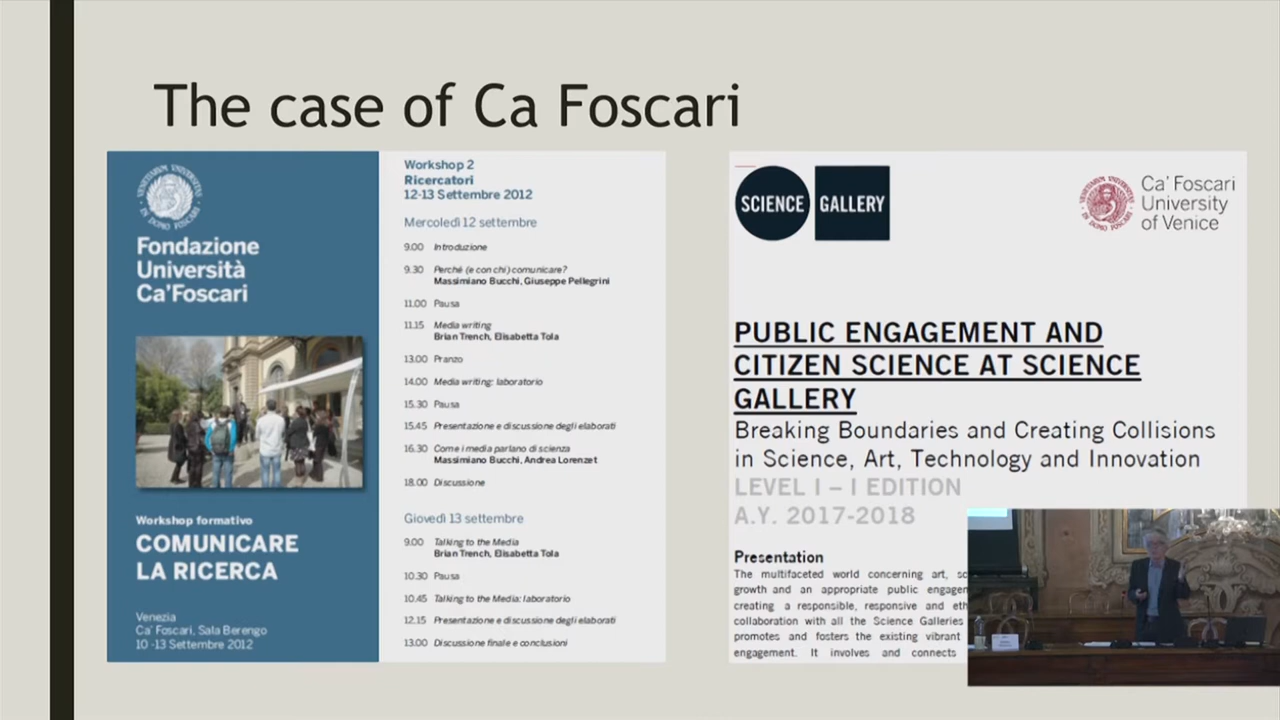 The case of Ca Foscari
Fondazione
Università
Ca'Foscari
Workshop formativo
COMUNICARE
LA RICERCA
Venezia
Ca' Foscari, Sala Berengo
10 -13 Settembre 2012
Workshop 2
Ricercatori
12-13 Settembre 2012
Mercoledì 12 settembre
9.00 Introduzione
9.30 Perché (e con chi) comunicare?
Massimiano Bucchi, Giuseppe Pellegrini
11.00 Pausa
11.15 Media writing
Brian Trench, Elisabetta Tola
13.00 Pranzo
14.00 Media writing: laboratorio
15.30 Pausa
15.45 Presentazione e discussione degli elaborati
16.30 Come i media parlano di scienza
Massimiano Bucchi, Andrea Lorenzet
18.00 Discussione
Giovedì 13 settembre
9.00 Talking to the Media
Brian Trench, Elisabetta Tola
10.30 Pausa
10.45 Talking to the Media: laboratorio
12.15 Presentazione e discussione degli elaborati
13.00 Discussione finale e conclusioni
SCIENCE GALLERY
Ca' Foscari
University
of Venice
PUBLIC ENGAGEMENT AND
CITIZEN SCIENCE AT SCIENCE
GALLERY
Breaking Boundaries and Creating Collisions
in Science, Art, Technology and Innovation
LEVEL I – I EDITION
A.Y. 2017-2018
Presentation
The multifaceted world concerning art,
growth and an appropriate public
creating a responsible, responsive and
collaboration with all the Science Galleries
promotes and fosters the existing vibrant
engagement. It involves and connects